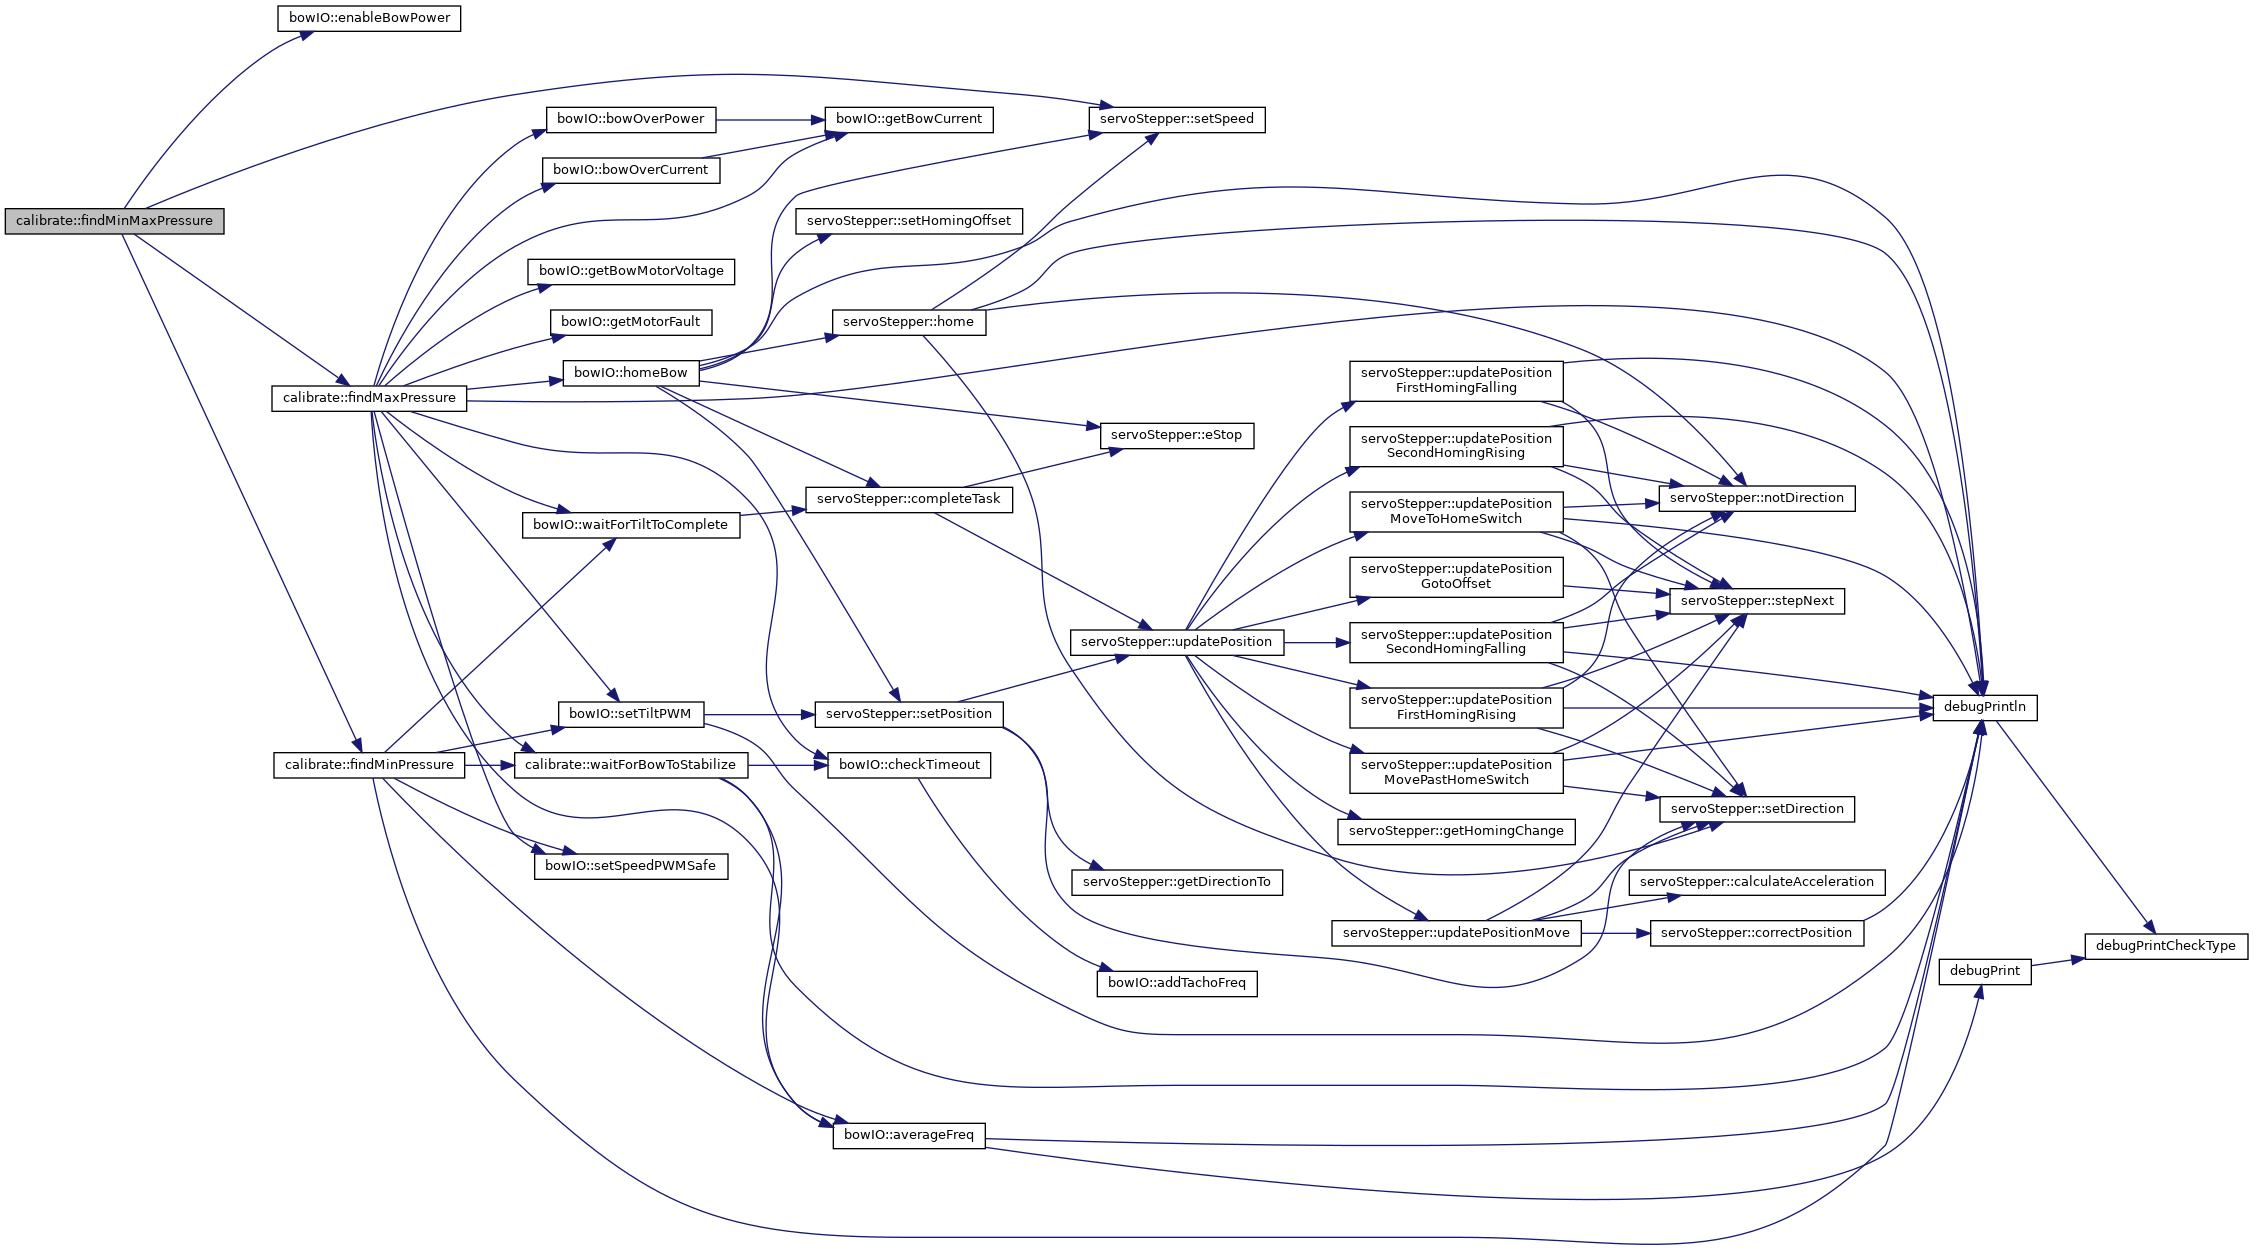 bowIO::enableBowPower
bowIO::bowOverPower
bowIO::getBowCurrent
servoStepper::setSpeed
bowIO::bowOverCurrent
calibrate::findMinMaxPressure
servoStepper::setHomingOffset
bowIO::getBowMotorVoltage
bowIO::getMotorFault
servoStepper::home
bowIO::homeBow
servoStepper::updatePosition
FirstHomingFalling
calibrate::findMaxPressure
servoStepper::eStop
servoStepper::updatePosition
SecondHomingRising
servoStepper::completeTask
servoStepper::notDirection
servoStepper::updatePosition
MoveToHomeSwitch
bowIO::waitForTiltToComplete
servoStepper::updatePosition
GotoOffset
servoStepper::stepNext
servoStepper::updatePosition
servoStepper::updatePosition
SecondHomingFalling
bowIO::setTiltPWM
servoStepper::setPosition
servoStepper::updatePosition
FirstHomingRising
debugPrintln
calibrate::findMinPressure
calibrate::waitForBowToStabilize
bowIO::checkTimeout
servoStepper::updatePosition
MovePastHomeSwitch
servoStepper::setDirection
servoStepper::getHomingChange
bowIO::setSpeedPWMSafe
servoStepper::getDirectionTo
servoStepper::calculateAcceleration
servoStepper::updatePositionMove
servoStepper::correctPosition
debugPrintCheckType
debugPrint
bowIO::addTachoFreq
bowIO::averageFreq